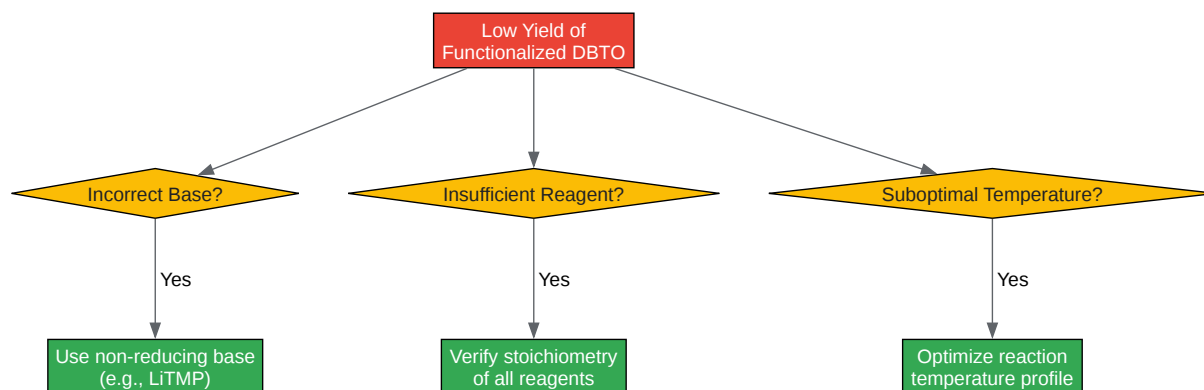 Low Yield of
Functionalized DBTO
Incorrect Base?
Insufficient Reagent?
Suboptimal Temperature?
Yes
Yes
Yes
Use non-reducing base
(e.g., LiTMP)
Verify stoichiometry
of all reagents
Optimize reaction
temperature profile